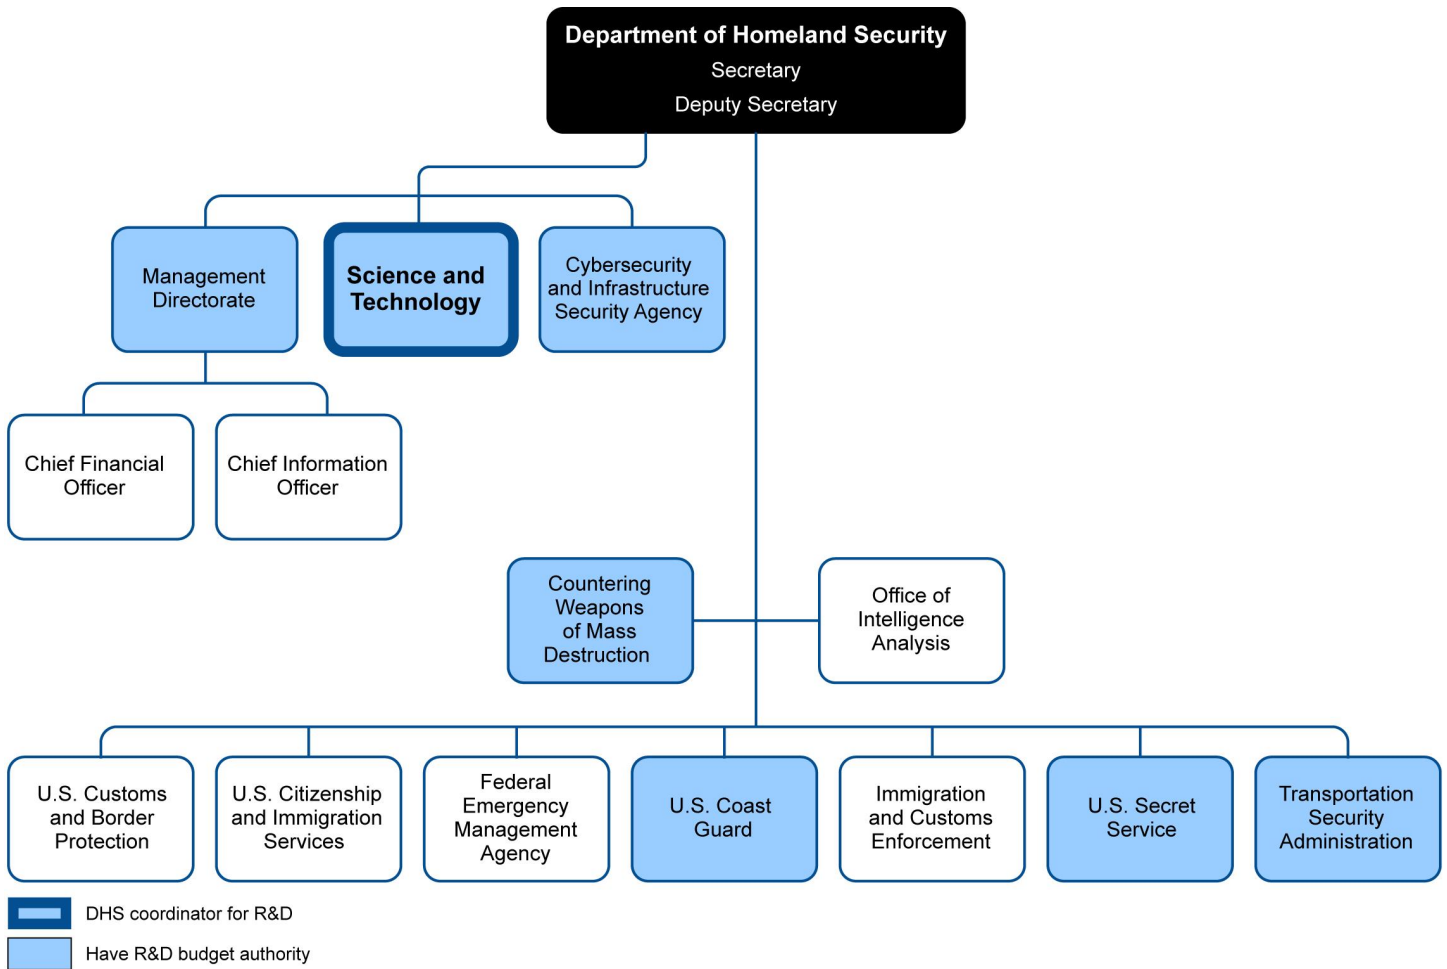 Department of Homeland Security
Secretary
Deputy Secretary
Management
Directorate
Science and
Technology
Cybersecurity
and Infrastructure
Security Agency
Chief Financial
Officer
Chief Information
Officer
Countering
Weapons
of Mass
Destruction
Office of
Intelligence
Analysis
U.S. Customs
and Border
Protection
U.S. Citizenship
and Immigration
Services
Federal
Emergency
Management
Agency
U.S. Coast
Guard
Immigration
and Customs
Enforcement
U.S. Secret
Service
Transportation
Security
Administration
DHS coordinator for R&D
Have R&D budget authority